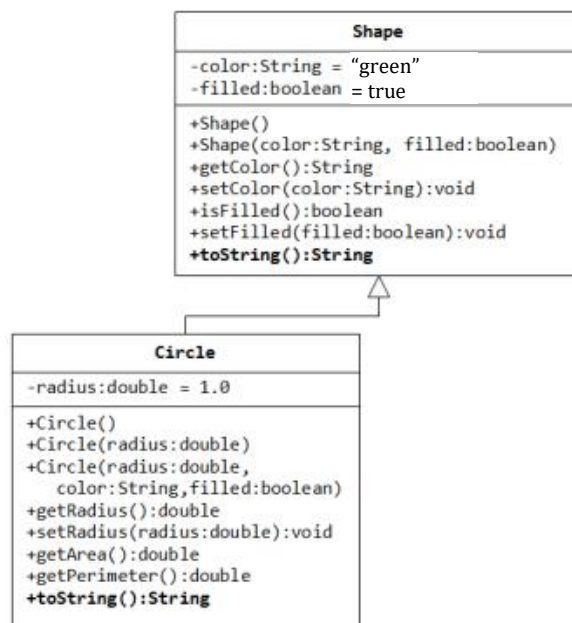 Shape
-color:String = “green”
-filled:boolean = true
+Shape()
+Shape(color:String, filled:boolean)
+getColor():String
+setColor(color:String):void
+isFilled():boolean
+setFilled(filled:boolean):void
+toString():String
Circle
-radius:double = 1.0
+Circle()
+Circle(radius:double)
+Circle(radius:double,
color:String,filled:boolean)
+getRadius():double
+setRadius(radius:double):void
+getArea():double
+getPerimeter():double
+toString():String